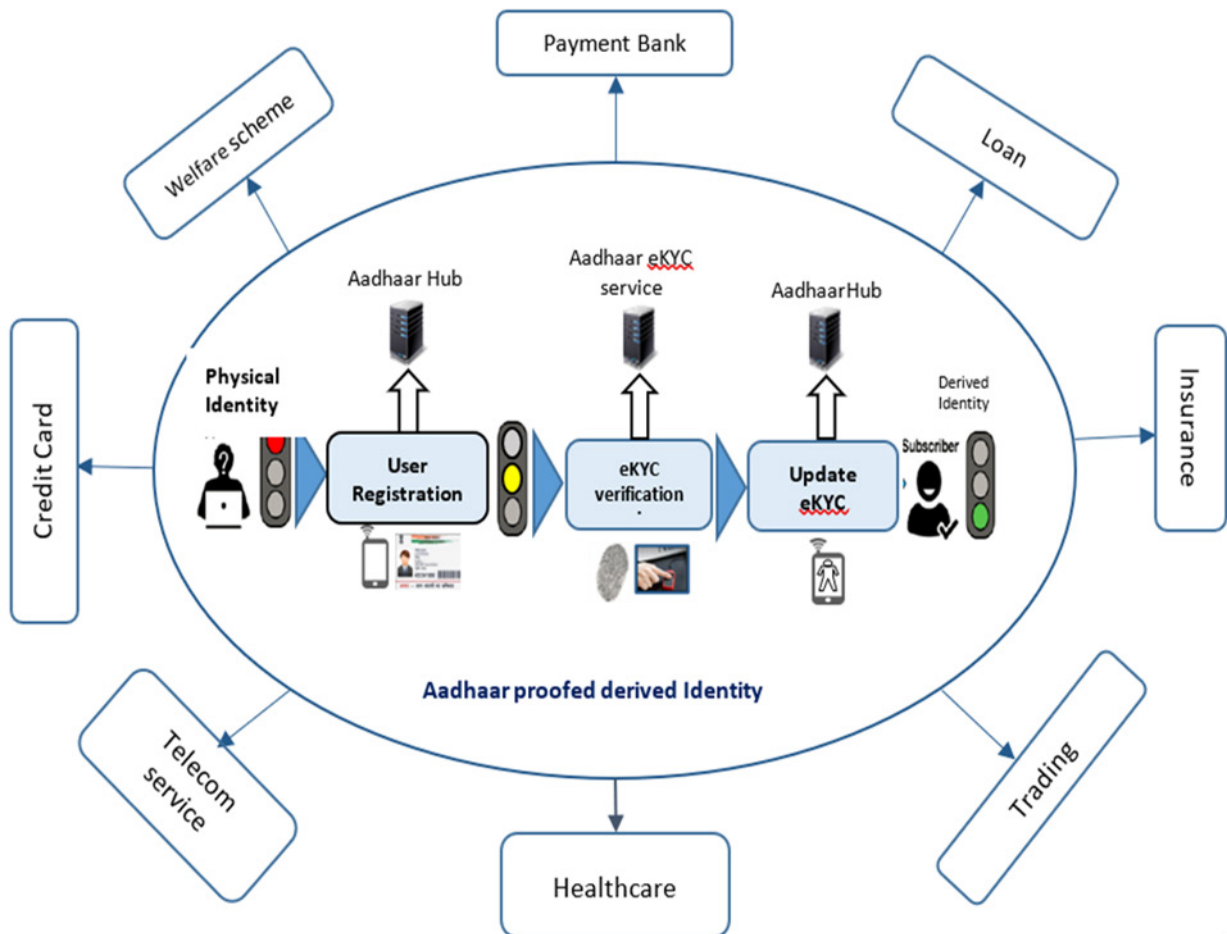 Payment Bank
Welfare scheme
Loan
Aadhaar Hub
Aadhaar eKYC
service
AadhaarHub
Credit Card
Insurance
Physical
Identity
Derived
Identity
User
Registration
eKYC
verification
.
Update
eKYC
Subscriber
Aadhaar proofed derived Identity
Telecom
service
Trading
Healthcare